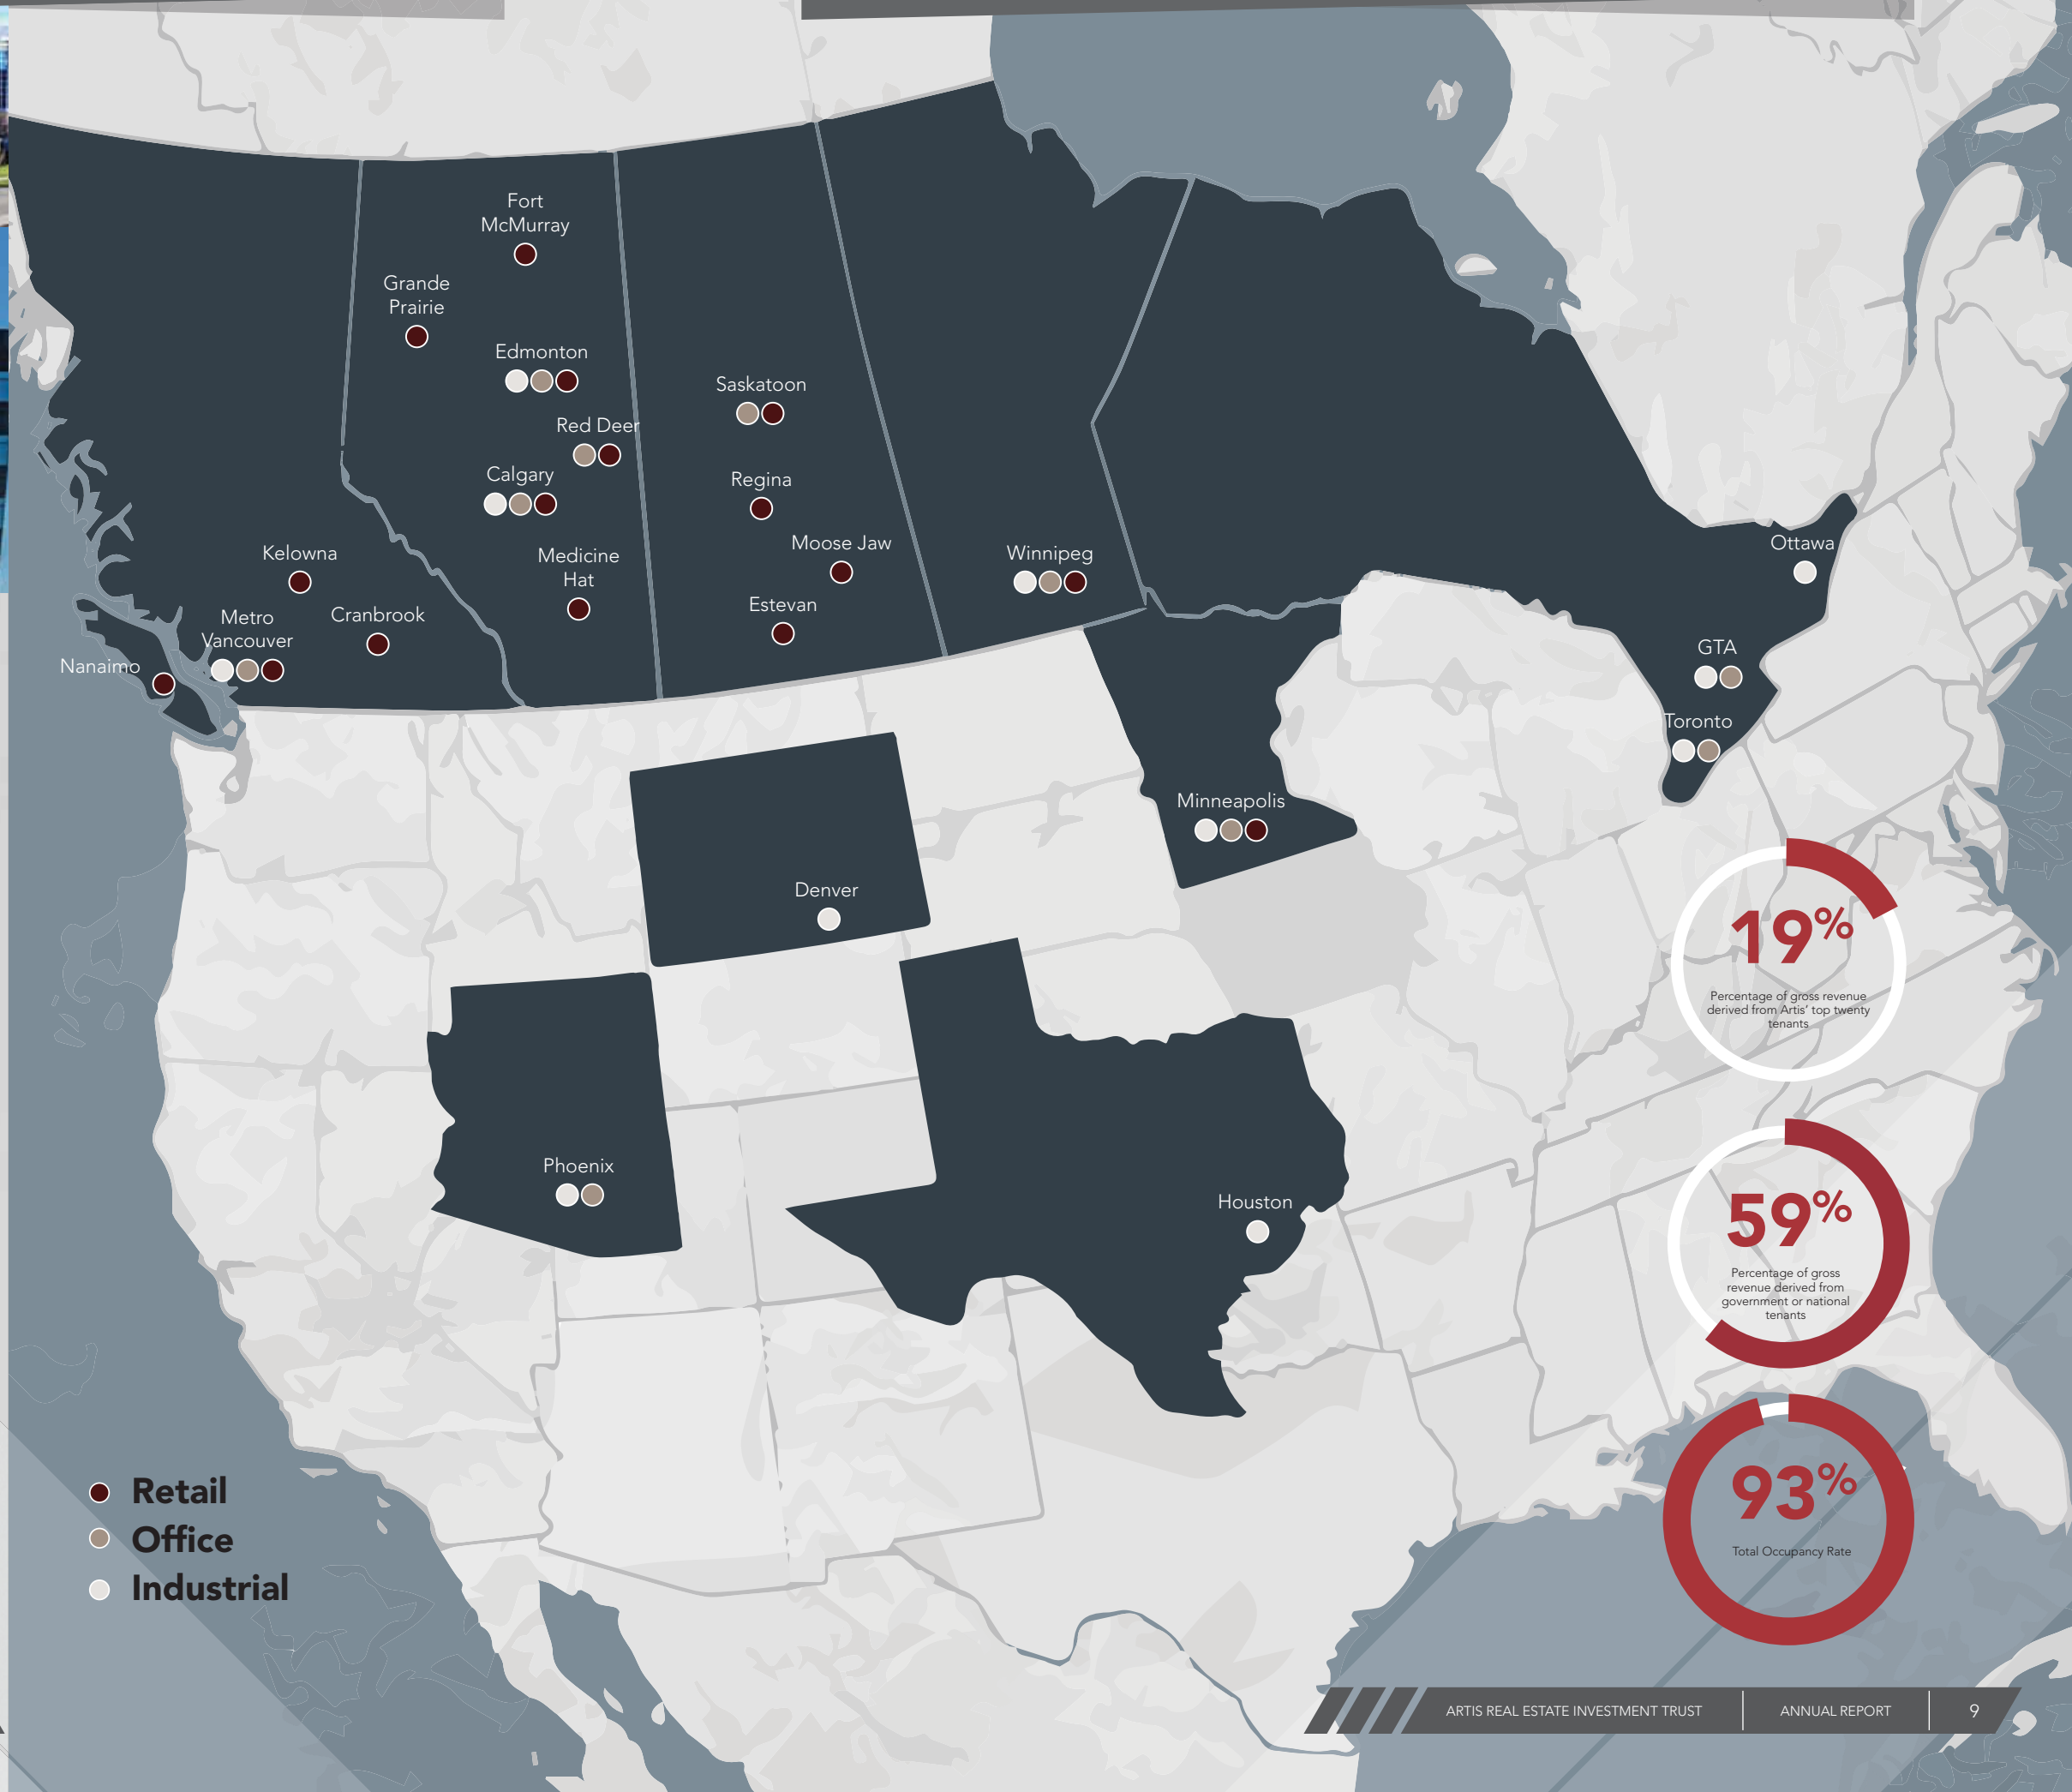 Fort
McMurray
Grande
Prairie
Edmonton
Saskatoon
Red Deer
Calgary
Regina
Moose Jaw
Kelowna
Medicine
Hat
Winnipeg
Ottawa
Estevan
Metro
Vancouver
Cranbrook
Nanaimo
GTA
Toronto
Minneapolis
Denver
Phoenix
Houston
19%
Percentage of gross revenue
derived from Artis' top twenty
tenants
59%
Percentage of gross
revenue derived from
government or national
tenants
93%
Total Occupancy Rate
Retail
Office
Industrial
ARTIS REAL ESTATE INVESTMENT TRUST
ANNUAL REPORT
9